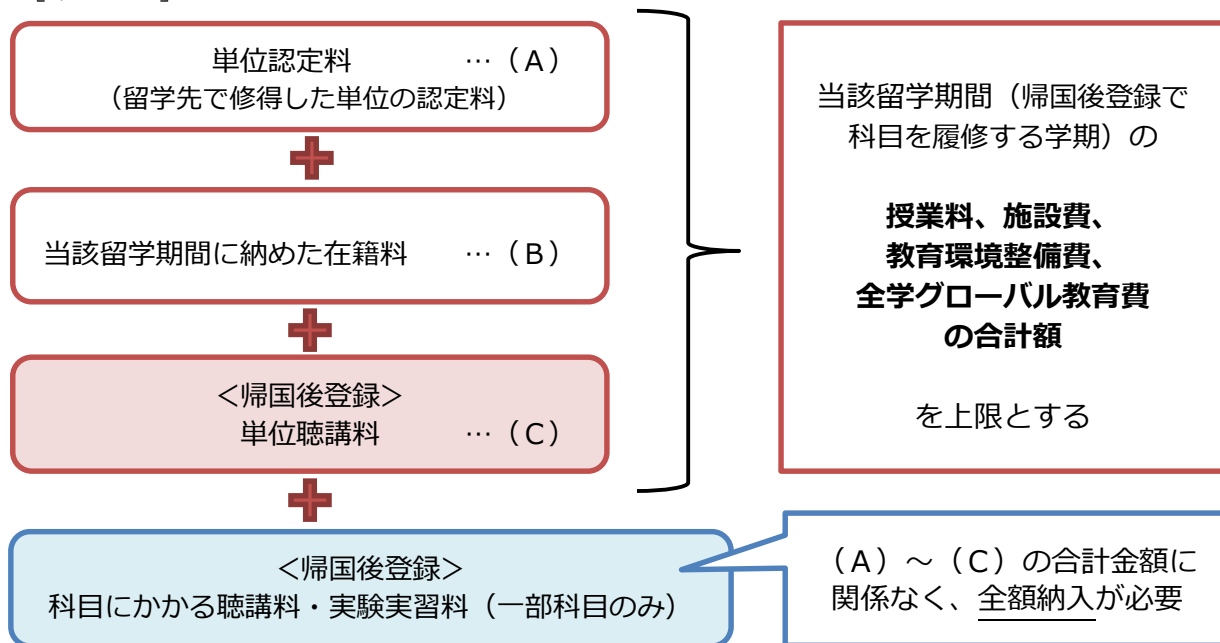 単位認定料 …（A）
（留学先で修得した単位の認定料）
当該留学期間に納めた在籍料 …（B）
＜帰国後登録＞
単位聴講料 …（C）
＜帰国後登録＞
科目にかかる聴講料・実験実習料（一部科目のみ）
当該留学期間（帰国後登録で
科目を履修する学期）の
授業料、施設費、
教育環境整備費、
全学グローバル教育費
の合計額
を上限とする
（A）～（C）の合計金額に
関係なく、全額納入が必要